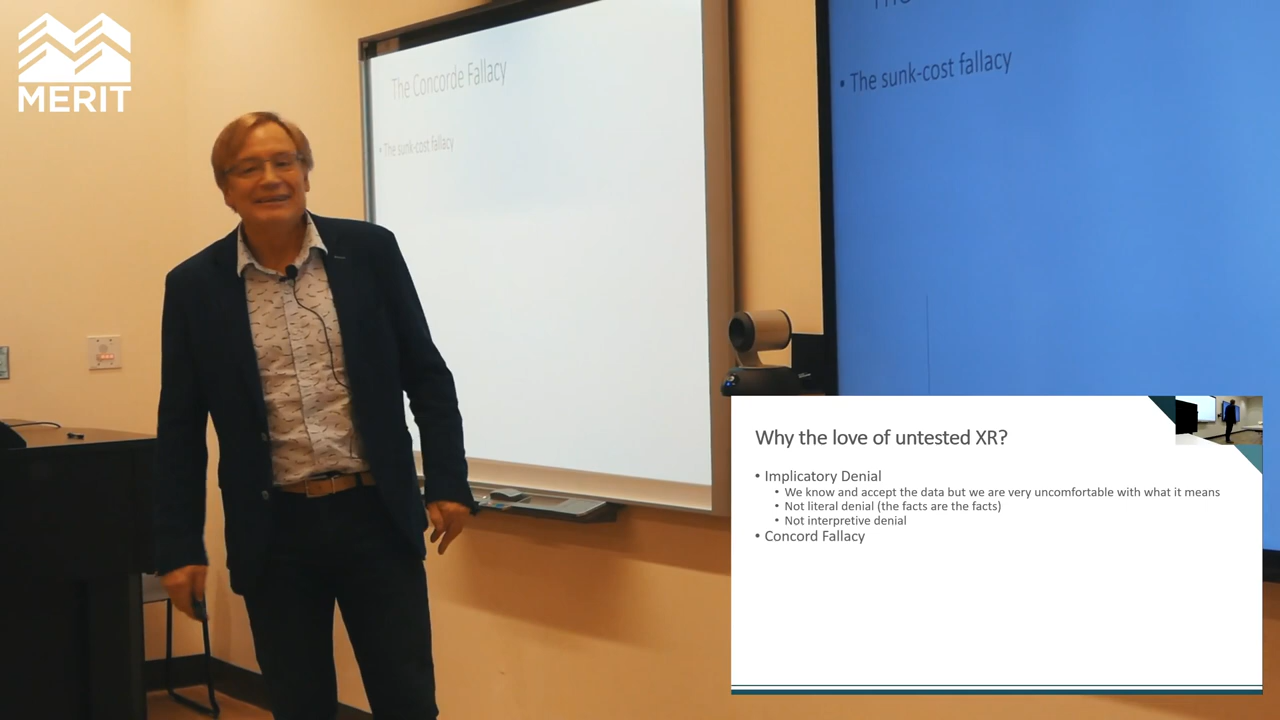 MERIT
The Concorde Fallacy
• The sunk-cost fallacy
The
• The sunk-cost fallacy
Why the love of untested XR?
• Implicatory Denial
• We know and accept the data but we are very uncomfortable with what it means
• Not literal denial (the facts are the facts)
• Not interpretive denial
• Concord Fallacy